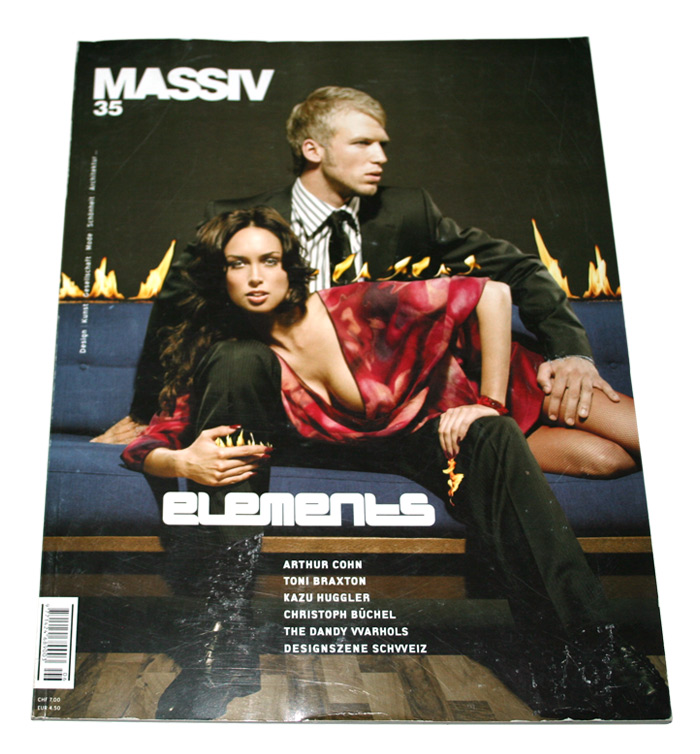 MASSIV
35
Design | Kunst | Gesellschaft | Mode | Schönheit | Architektur
elements
ARTHUR COHN
TONI BRAXTON
KAZU HUGGLER
CHRISTOPH BÜCHEL
THE DANDY WARHOLS
DESIGNSZENE SCHWEIZ
CHF 7.00
EUR 4.50